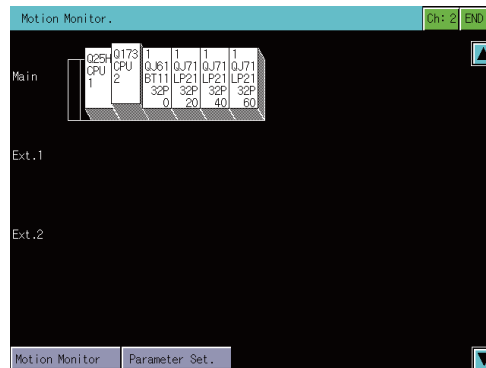 Motion Monitor.
Ch: 2 END
Main
Q25H
CPU
1
Q173
CPU
2
1
QJ61
BT11
32P
0
1
QJ71
LP21
32P
20
1
QJ71
LP21
32P
40
1
QJ71
LP21
32P
60
Ext.1
Ext.2
Motion Monitor
Parameter Set.